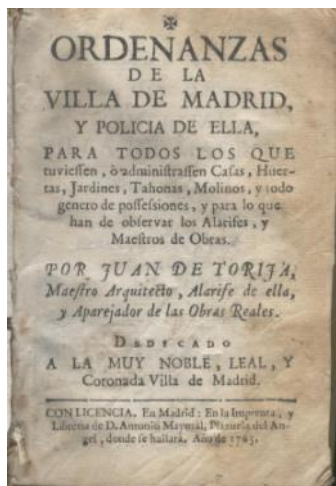 ORDENANZAS
DE LA
VILLA DE MADRID,
Y POLICIA DE ELLA,
PARA TODOS LOS QUE
tuviessen, ò administrassen Casas, Huer-
tas, Jardines, Tahonas, Molinos, y todo
genero de possessiones, y para lo que
han de observar los Alarifes, y
Maestros de Obras.
POR JUAN DE TORIJA,
Maestro Arquitecto, Alarife de ella,
y Aparejador de las Obras Reales.
DEDICADO
A LA MUY NOBLE, LEAL, Y
Coronada Villa de Madrid.
CON LICENCIA. En Madrid: En la Imprenta, y
Libreria de D. Antonio Mayoral, Plazuela del An-
gel, donde se hallarà. Año de